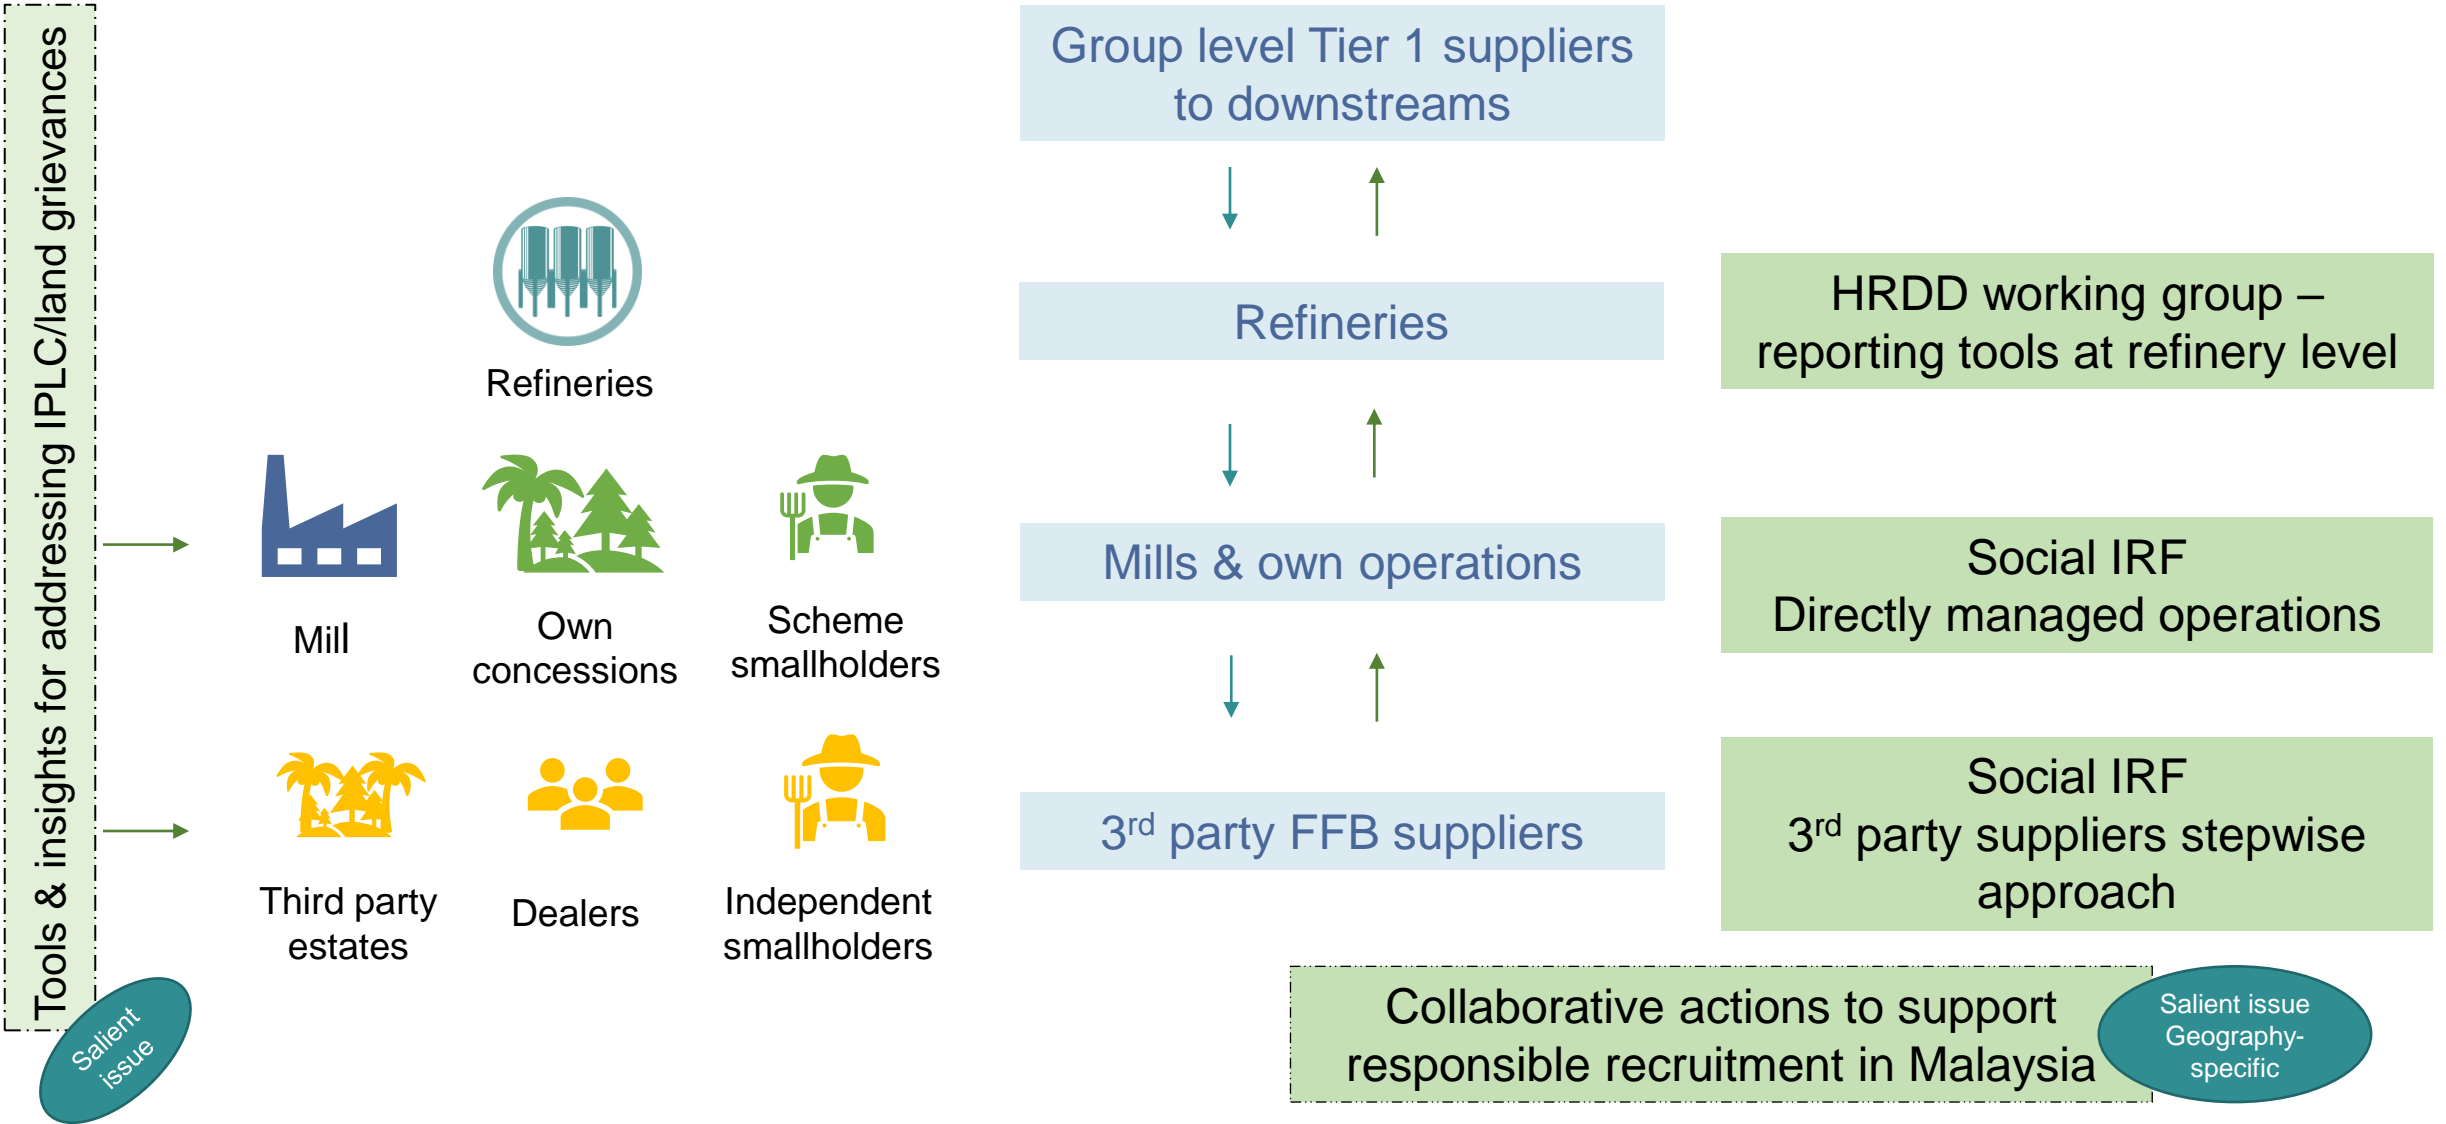 Tools & insights for addressing IPLC/land grievances
Salient
issue
Refineries
Mill
Own
concessions
Scheme
smallholders
Third party
estates
Dealers
Independent
smallholders
Group level Tier 1 suppliers
to downstreams
Refineries
Mills & own operations
3rd party FFB suppliers
HRDD working group –
reporting tools at refinery level
Social IRF
Directly managed operations
Social IRF
3rd party suppliers stepwise
approach
Collaborative actions to support
responsible recruitment in Malaysia
Salient issue
Geography-
specific